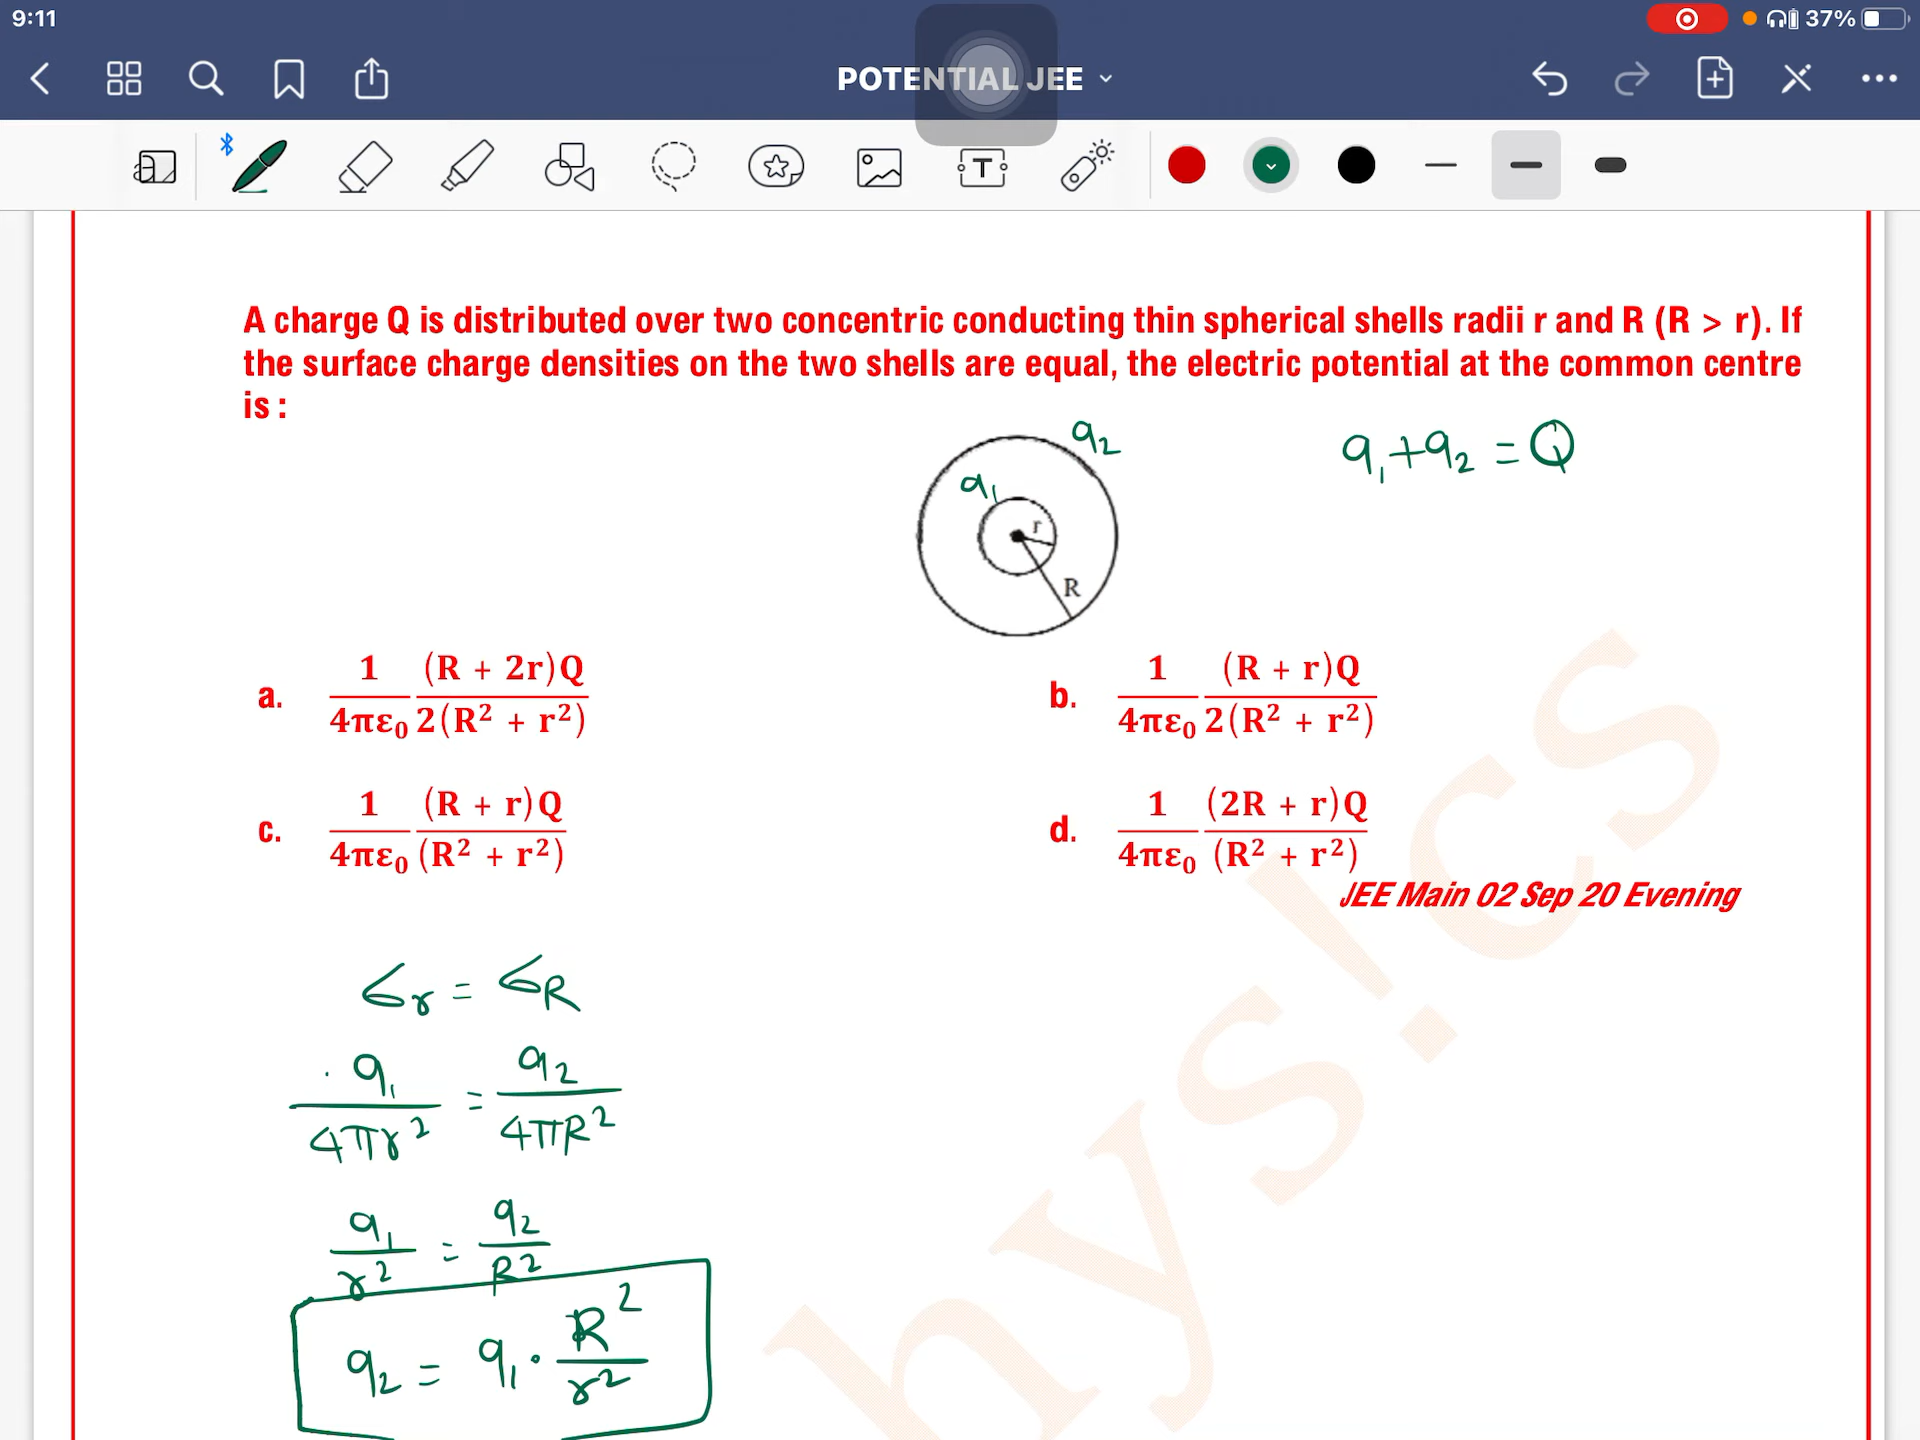 9:11
37%
POTENTIAL JEE
A charge Q is distributed over two concentric conducting thin spherical shells radii r and R (R > r). If
the surface charge densities on the two shells are equal, the electric potential at the common centre
is :
q₂
q₁
r
R
q₁+q₂ = Q
a. 1/4πε₀ (R + 2r)Q/2(R² + r²)
b. 1/4πε₀ (R + r)Q/2(R² + r²)
c. 1/4πε₀ (R + r)Q/(R² + r²)
d. 1/4πε₀ (2R + r)Q/(R² + r²)
JEE Main 02 Sep 20 Evening
σr = σR
q₁/4πr² = q₂/4πR²
q₁/r² = q₂/R²
q₂ = q₁ · R²/r²
hys!cs